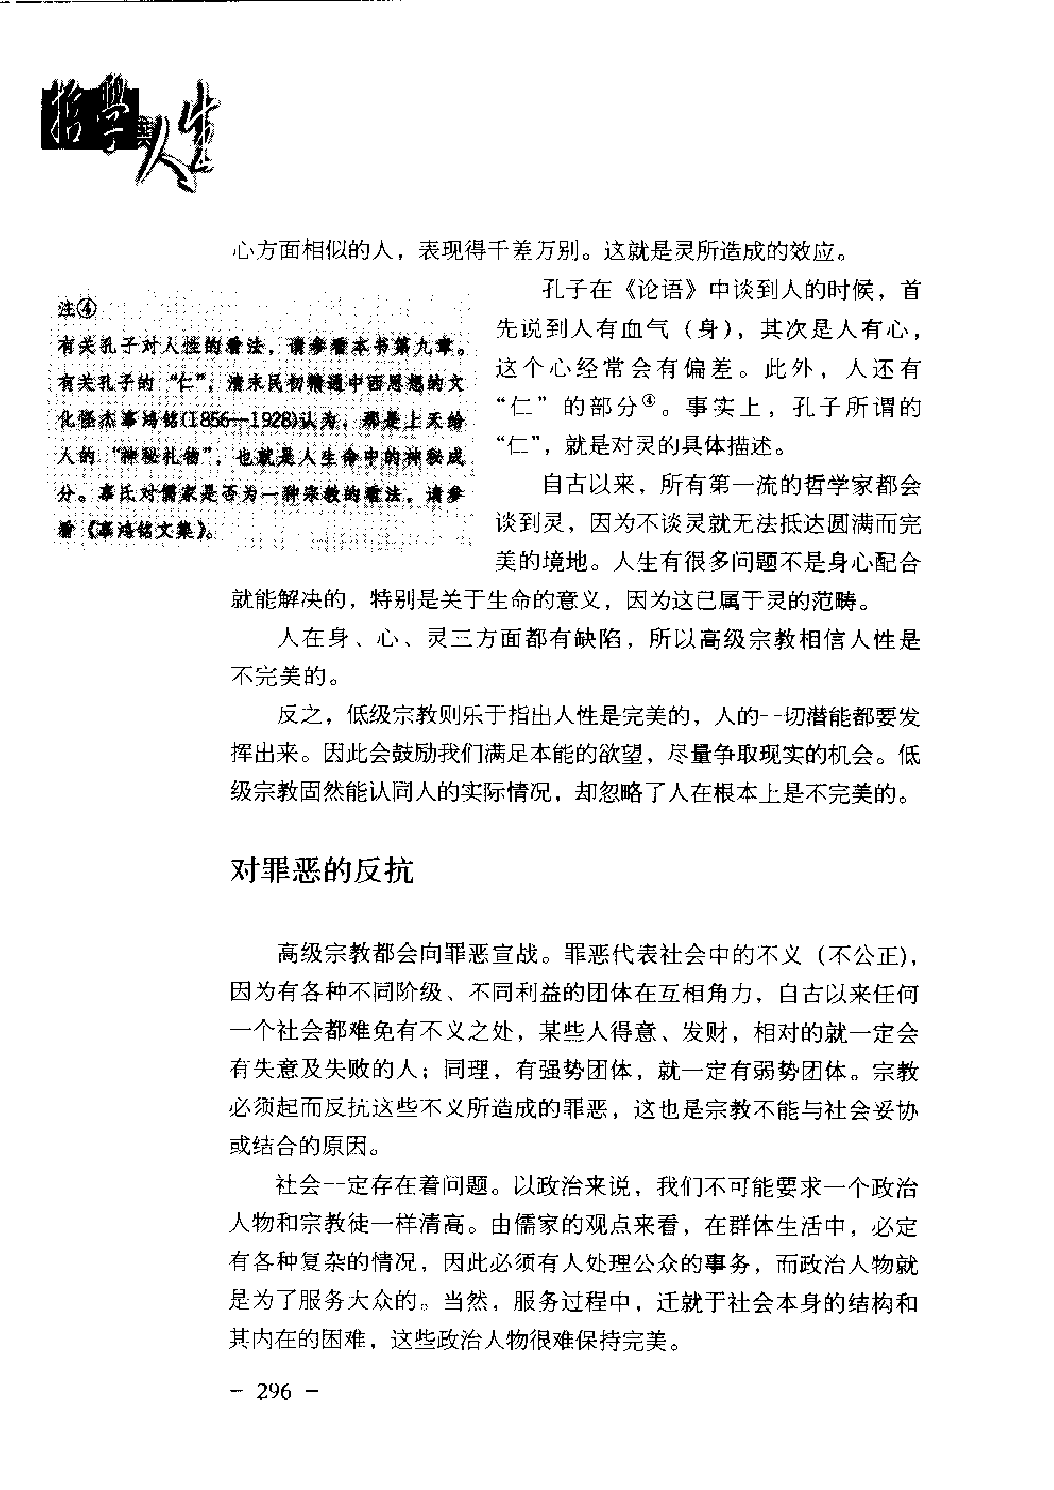 哲學與人生
心方面相似的人，表现得千差万别。这就是灵所造成的效应。
注④
有关孔子对人性的看法，请参看本书第九章。
有关孔子的“仁”，清末民初精通中西思想的文
化怪杰辜鸿铭(1856—1928)认为，那是上天给
人的“神秘礼物”，也就是人生命中的神秘成
分。辜氏对儒家是否为一种宗教的看法，请参
看《辜鸿铭文集》。
孔子在《论语》中谈到人的时候，首
先说到人有血气（身），其次是人有心，
这个心经常会有偏差。此外，人还有
“仁”的部分④。事实上，孔子所谓的
“仁”，就是对灵的具体描述。
自古以来，所有第一流的哲学家都会
谈到灵，因为不谈灵就无法抵达圆满而完
美的境地。人生有很多问题不是身心配合
就能解决的，特别是关于生命的意义，因为这已属于灵的范畴。
人在身、心、灵三方面都有缺陷，所以高级宗教相信人性是
不完美的。
反之，低级宗教则乐于指出人性是完美的，人的一切潜能都要发
挥出来。因此会鼓励我们满足本能的欲望，尽量争取现实的机会。低
级宗教固然能认同人的实际情况，却忽略了人在根本上是不完美的。
对罪恶的反抗
高级宗教都会向罪恶宣战。罪恶代表社会中的不义（不公正），
因为有各种不同阶级、不同利益的团体在互相角力，自古以来任何
一个社会都难免有不义之处，某些人得意、发财，相对的就一定会
有失意及失败的人；同理，有强势团体，就一定有弱势团体。宗教
必须起而反抗这些不义所造成的罪恶，这也是宗教不能与社会妥协
或结合的原因。
社会一定存在着问题。以政治来说，我们不可能要求一个政治
人物和宗教徒一样清高。由儒家的观点来看，在群体生活中，必定
有各种复杂的情况，因此必须有人处理公众的事务，而政治人物就
是为了服务大众的。当然，服务过程中，迁就于社会本身的结构和
其内在的困难，这些政治人物很难保持完美。
- 296 -